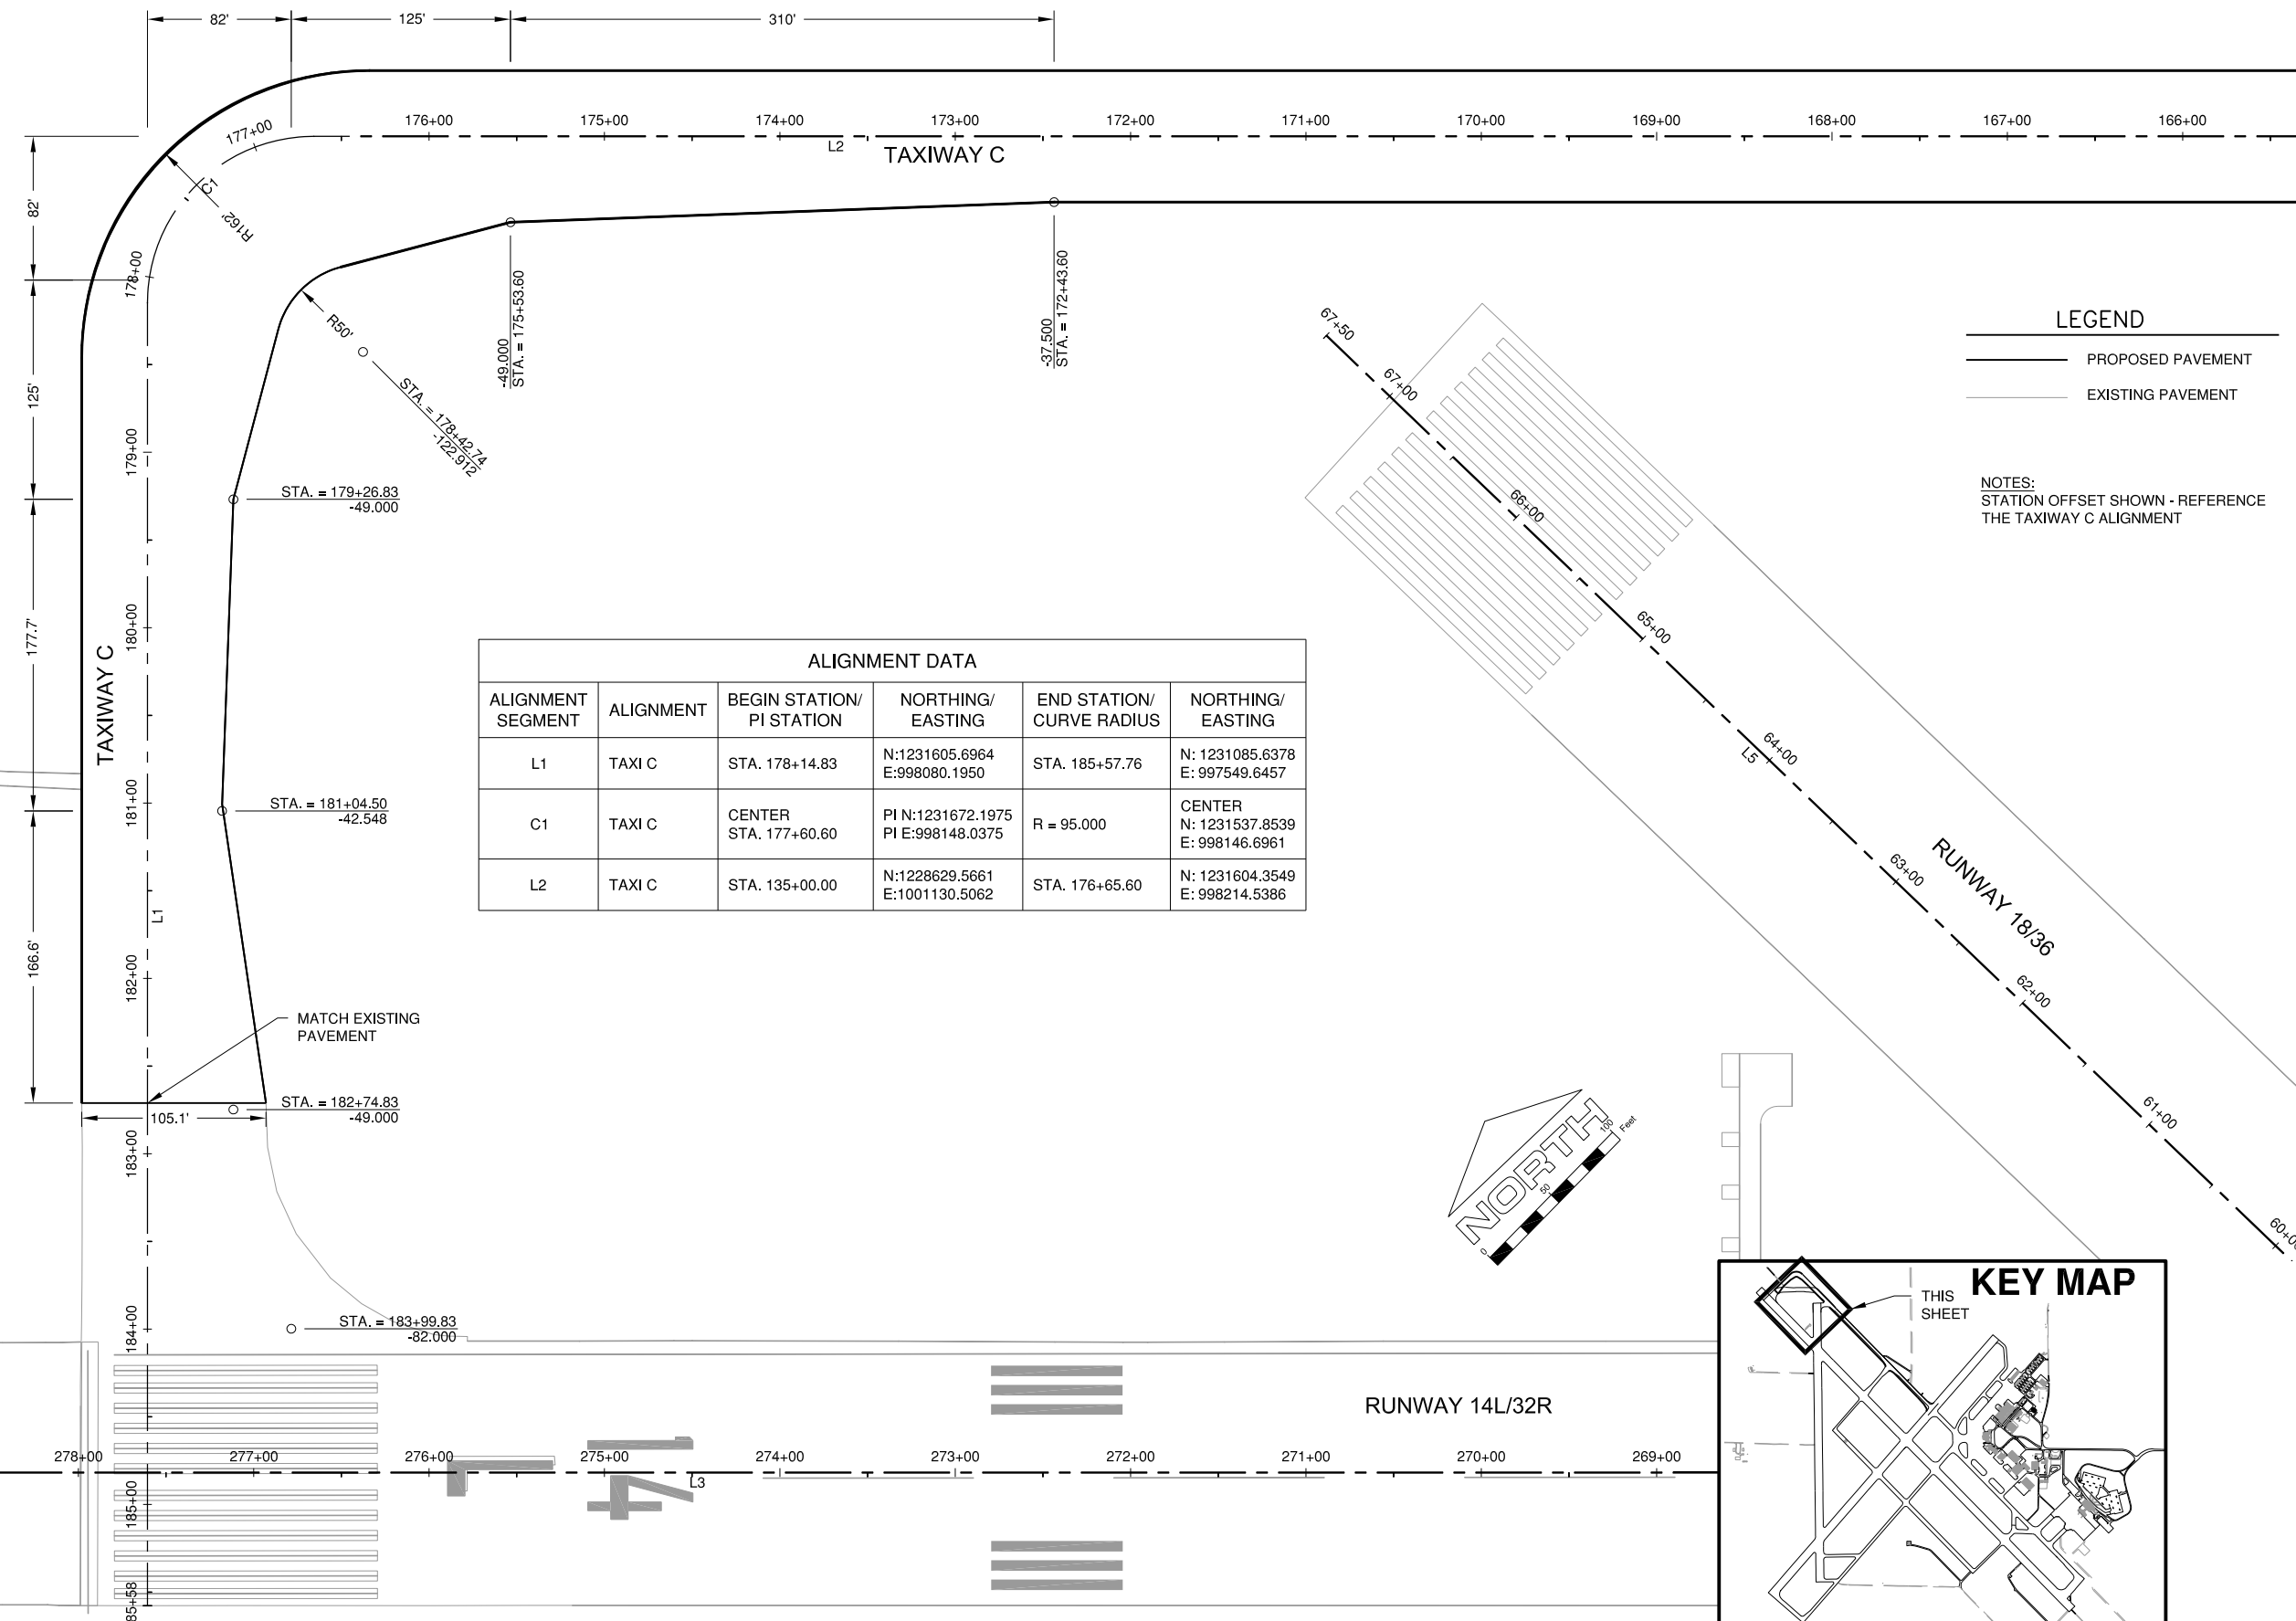 82'
125'
310'
176+00
175+00
174+00
173+00
172+00
171+00
170+00
169+00
168+00
167+00
166+00
L2
TAXIWAY C
177+00
C1
R162'
82'
125'
177.7'
166.6'
178+00
179+00
180+00
181+00
182+00
183+00
184+00
185+00
85+58
TAXIWAY C
L1
R50'
STA. = 178+42.74
-122.912
-49.000
STA. = 175+53.60
-37.500
STA. = 172+43.60
STA. = 179+26.83
-49.000
STA. = 181+04.50
-42.548
MATCH EXISTING
PAVEMENT
105.1'
STA. = 182+74.83
-49.000
STA. = 183+99.83
-82.000
67+50
67+00
66+00
65+00
64+00
L5
63+00
62+00
61+00
60+00
RUNWAY 18/36
LEGEND
PROPOSED PAVEMENT
EXISTING PAVEMENT
NOTES:
STATION OFFSET SHOWN - REFERENCE
THE TAXIWAY C ALIGNMENT
ALIGNMENT DATA
ALIGNMENT SEGMENT
ALIGNMENT
BEGIN STATION/ PI STATION
NORTHING/ EASTING
END STATION/ CURVE RADIUS
NORTHING/ EASTING
L1
TAXI C
STA. 178+14.83
N:1231605.6964
E:998080.1950
STA. 185+57.76
N: 1231085.6378
E: 997549.6457
C1
TAXI C
CENTER
STA. 177+60.60
PI N:1231672.1975
PI E:998148.0375
R = 95.000
CENTER
N: 1231537.8539
E: 998146.6961
L2
TAXI C
STA. 135+00.00
N:1228629.5661
E:1001130.5062
STA. 176+65.60
N: 1231604.3549
E: 998214.5386
NORTH
0
50
100
Feet
KEY MAP
THIS
SHEET
RUNWAY 14L/32R
278+00
277+00
276+00
275+00
274+00
273+00
272+00
271+00
270+00
269+00
L3
14L